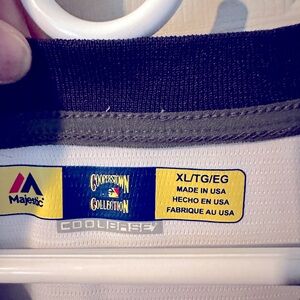 Majestic
COOPERSTOWN
COLLECTION
XL/TG/EG
MADE IN USA
HECHO EN USA
FABRIQUE AU USA
COOLBASE